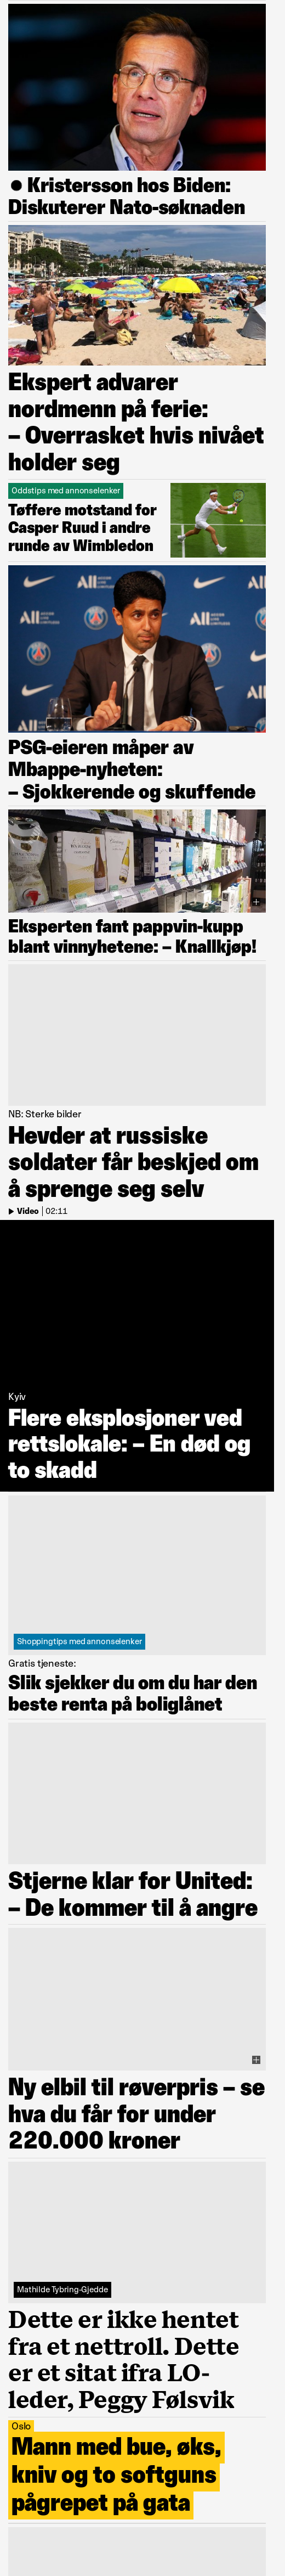 Kristersson hos Biden:
Diskuterer Nato-søknaden
Ekspert advarer
nordmenn på ferie:
– Overrasket hvis nivået
holder seg
Oddstips med annonselenker
Tøffere motstand for
Casper Ruud i andre
runde av Wimbledon
PSG-eieren måper av
Mbappe-nyheten:
– Sjokkerende og skuffende
Eksperten fant pappvin-kupp
blant vinnyhetene: – Knallkjøp!
NB: Sterke bilder
Hevder at russiske
soldater får beskjed om
å sprenge seg selv
Video | 02:11
Kyiv
Flere eksplosjoner ved
rettslokale: – En død og
to skadd
Shoppingtips med annonselenker
Gratis tjeneste:
Slik sjekker du om du har den
beste renta på boliglånet
Stjerne klar for United:
– De kommer til å angre
Ny elbil til røverpris – se
hva du får for under
220.000 kroner
Mathilde Tybring-Gjedde
Dette er ikke hentet
fra et nettroll. Dette
er et sitat ifra LO-
leder, Peggy Følsvik
Oslo
Mann med bue, øks,
kniv og to softguns
pågrepet på gata